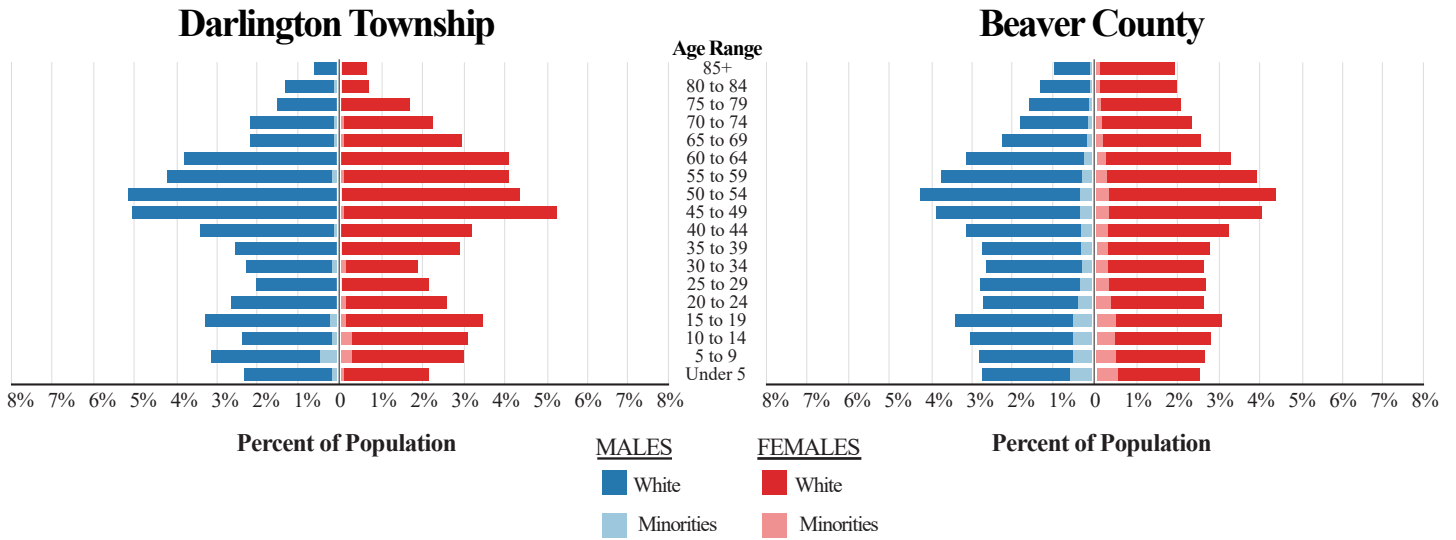 Darlington Township
Beaver County
Age Range
85+
80 to 84
75 to 79
70 to 74
65 to 69
60 to 64
55 to 59
50 to 54
45 to 49
40 to 44
35 to 39
30 to 34
25 to 29
20 to 24
15 to 19
10 to 14
5 to 9
Under 5
8% 7% 6% 5% 4% 3% 2% 1% 0 1% 2% 3% 4% 5% 6% 7% 8%
8% 7% 6% 5% 4% 3% 2% 1% 0 1% 2% 3% 4% 5% 6% 7% 8%
Percent of Population
Percent of Population
MALES
White
Minorities
FEMALES
White
Minorities